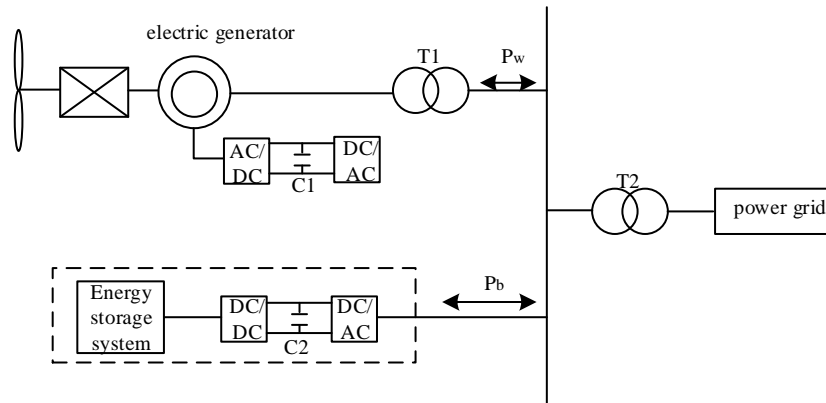 electric generator
T1
Pw
AC/
DC
C1
DC/
AC
T2
power grid
Energy
storage
system
DC/
DC
C2
DC/
AC
Pb